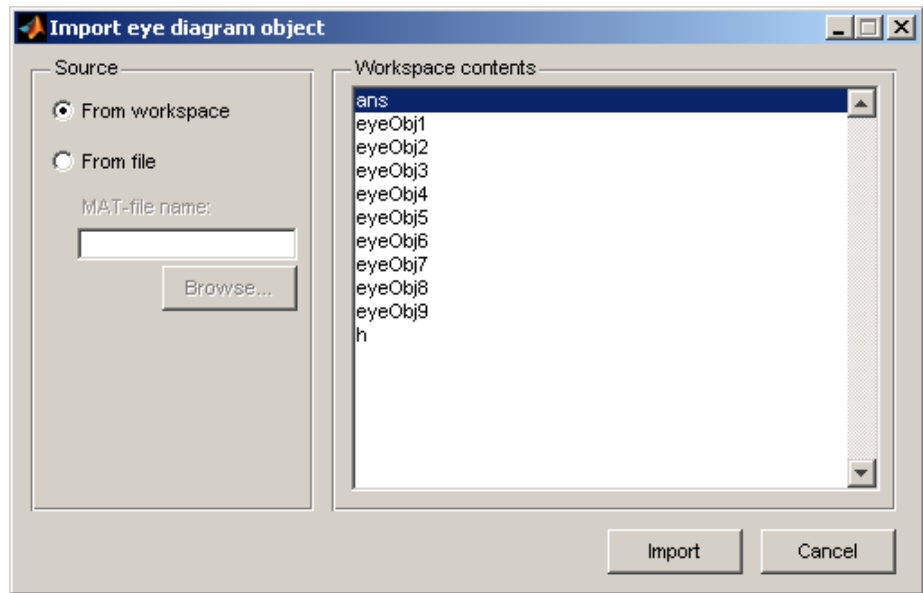 Import eye diagram object
Source
From workspace
From file
MAT-file name:
Browse...
Workspace contents
ans
eyeObj1
eyeObj2
eyeObj3
eyeObj4
eyeObj5
eyeObj6
eyeObj7
eyeObj8
eyeObj9
h
Import
Cancel